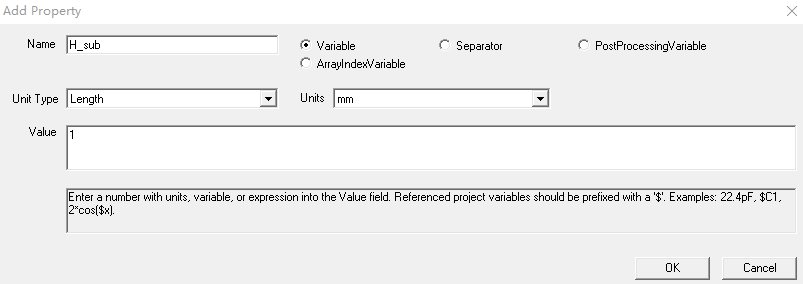 Add Property
Name H_sub Variable Separator PostProcessingVariable
ArrayIndexVariable
Unit Type Length Units mm
Value 1
Enter a number with units, variable, or expression into the Value field. Referenced project variables should be prefixed with a '$'. Examples: 22.4pF, $C1,
2*cos($x).
OK Cancel